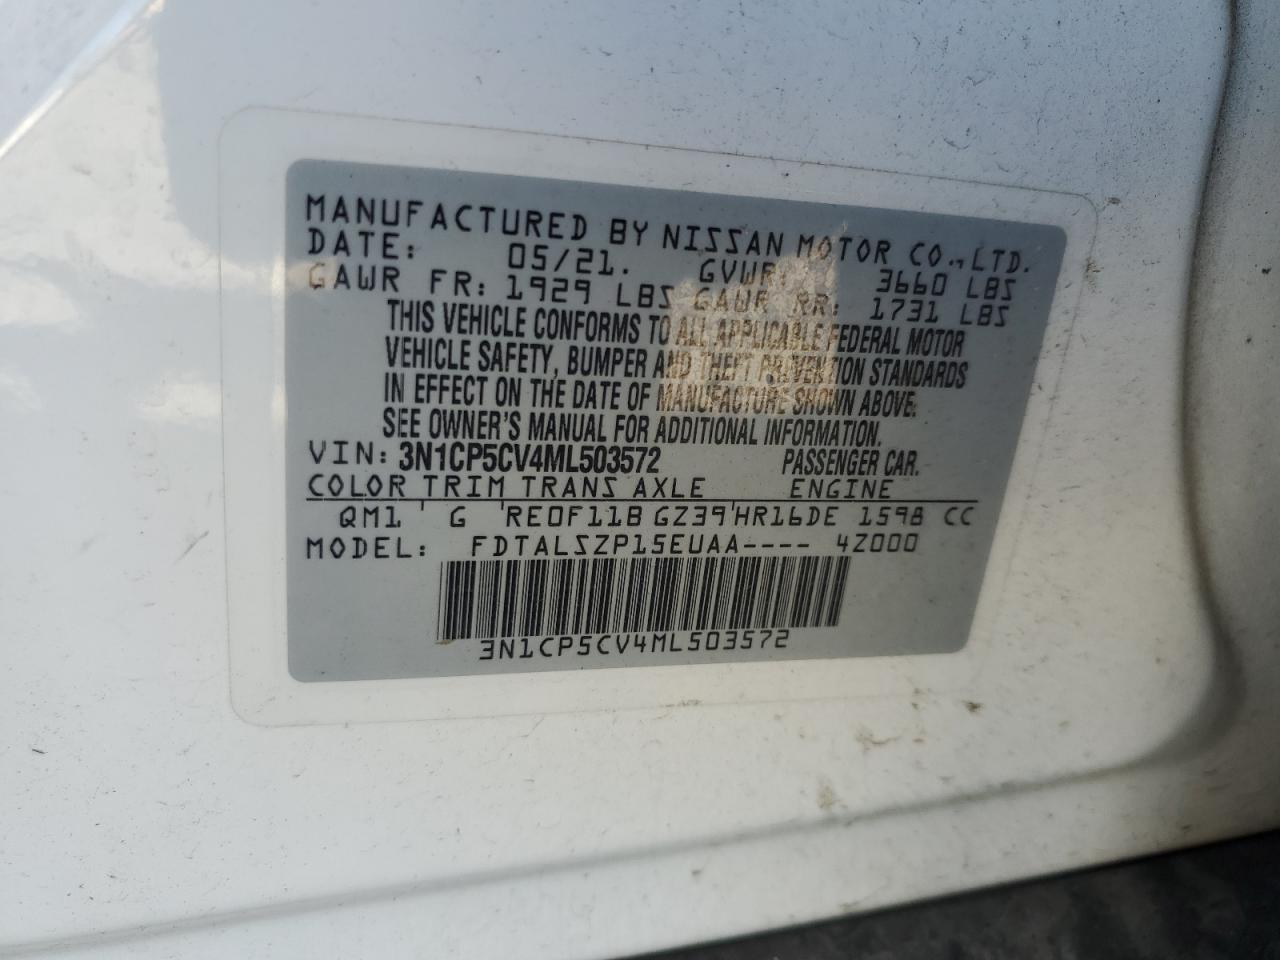 MANUFACTURED BY NISSAN MOTOR CO.,LTD.
DATE: 05/21. GVWR: 3660 LBS
GAWR FR: 1929 LBS GAWR RR: 1731 LBS
THIS VEHICLE CONFORMS TO ALL APPLICABLE FEDERAL MOTOR
VEHICLE SAFETY, BUMPER AND THEFT PREVENTION STANDARDS
IN EFFECT ON THE DATE OF MANUFACTURE SHOWN ABOVE.
SEE OWNER'S MANUAL FOR ADDITIONAL INFORMATION.
VIN: 3N1CP5CV4ML503572 PASSENGER CAR.
COLOR TRIM TRANS AXLE ENGINE
QM1 ' G ' RE0F11B GZ39'HR16DE 1598 CC
MODEL: FDTALSZP15EUAA---- 4Z000
3N1CP5CV4ML503572